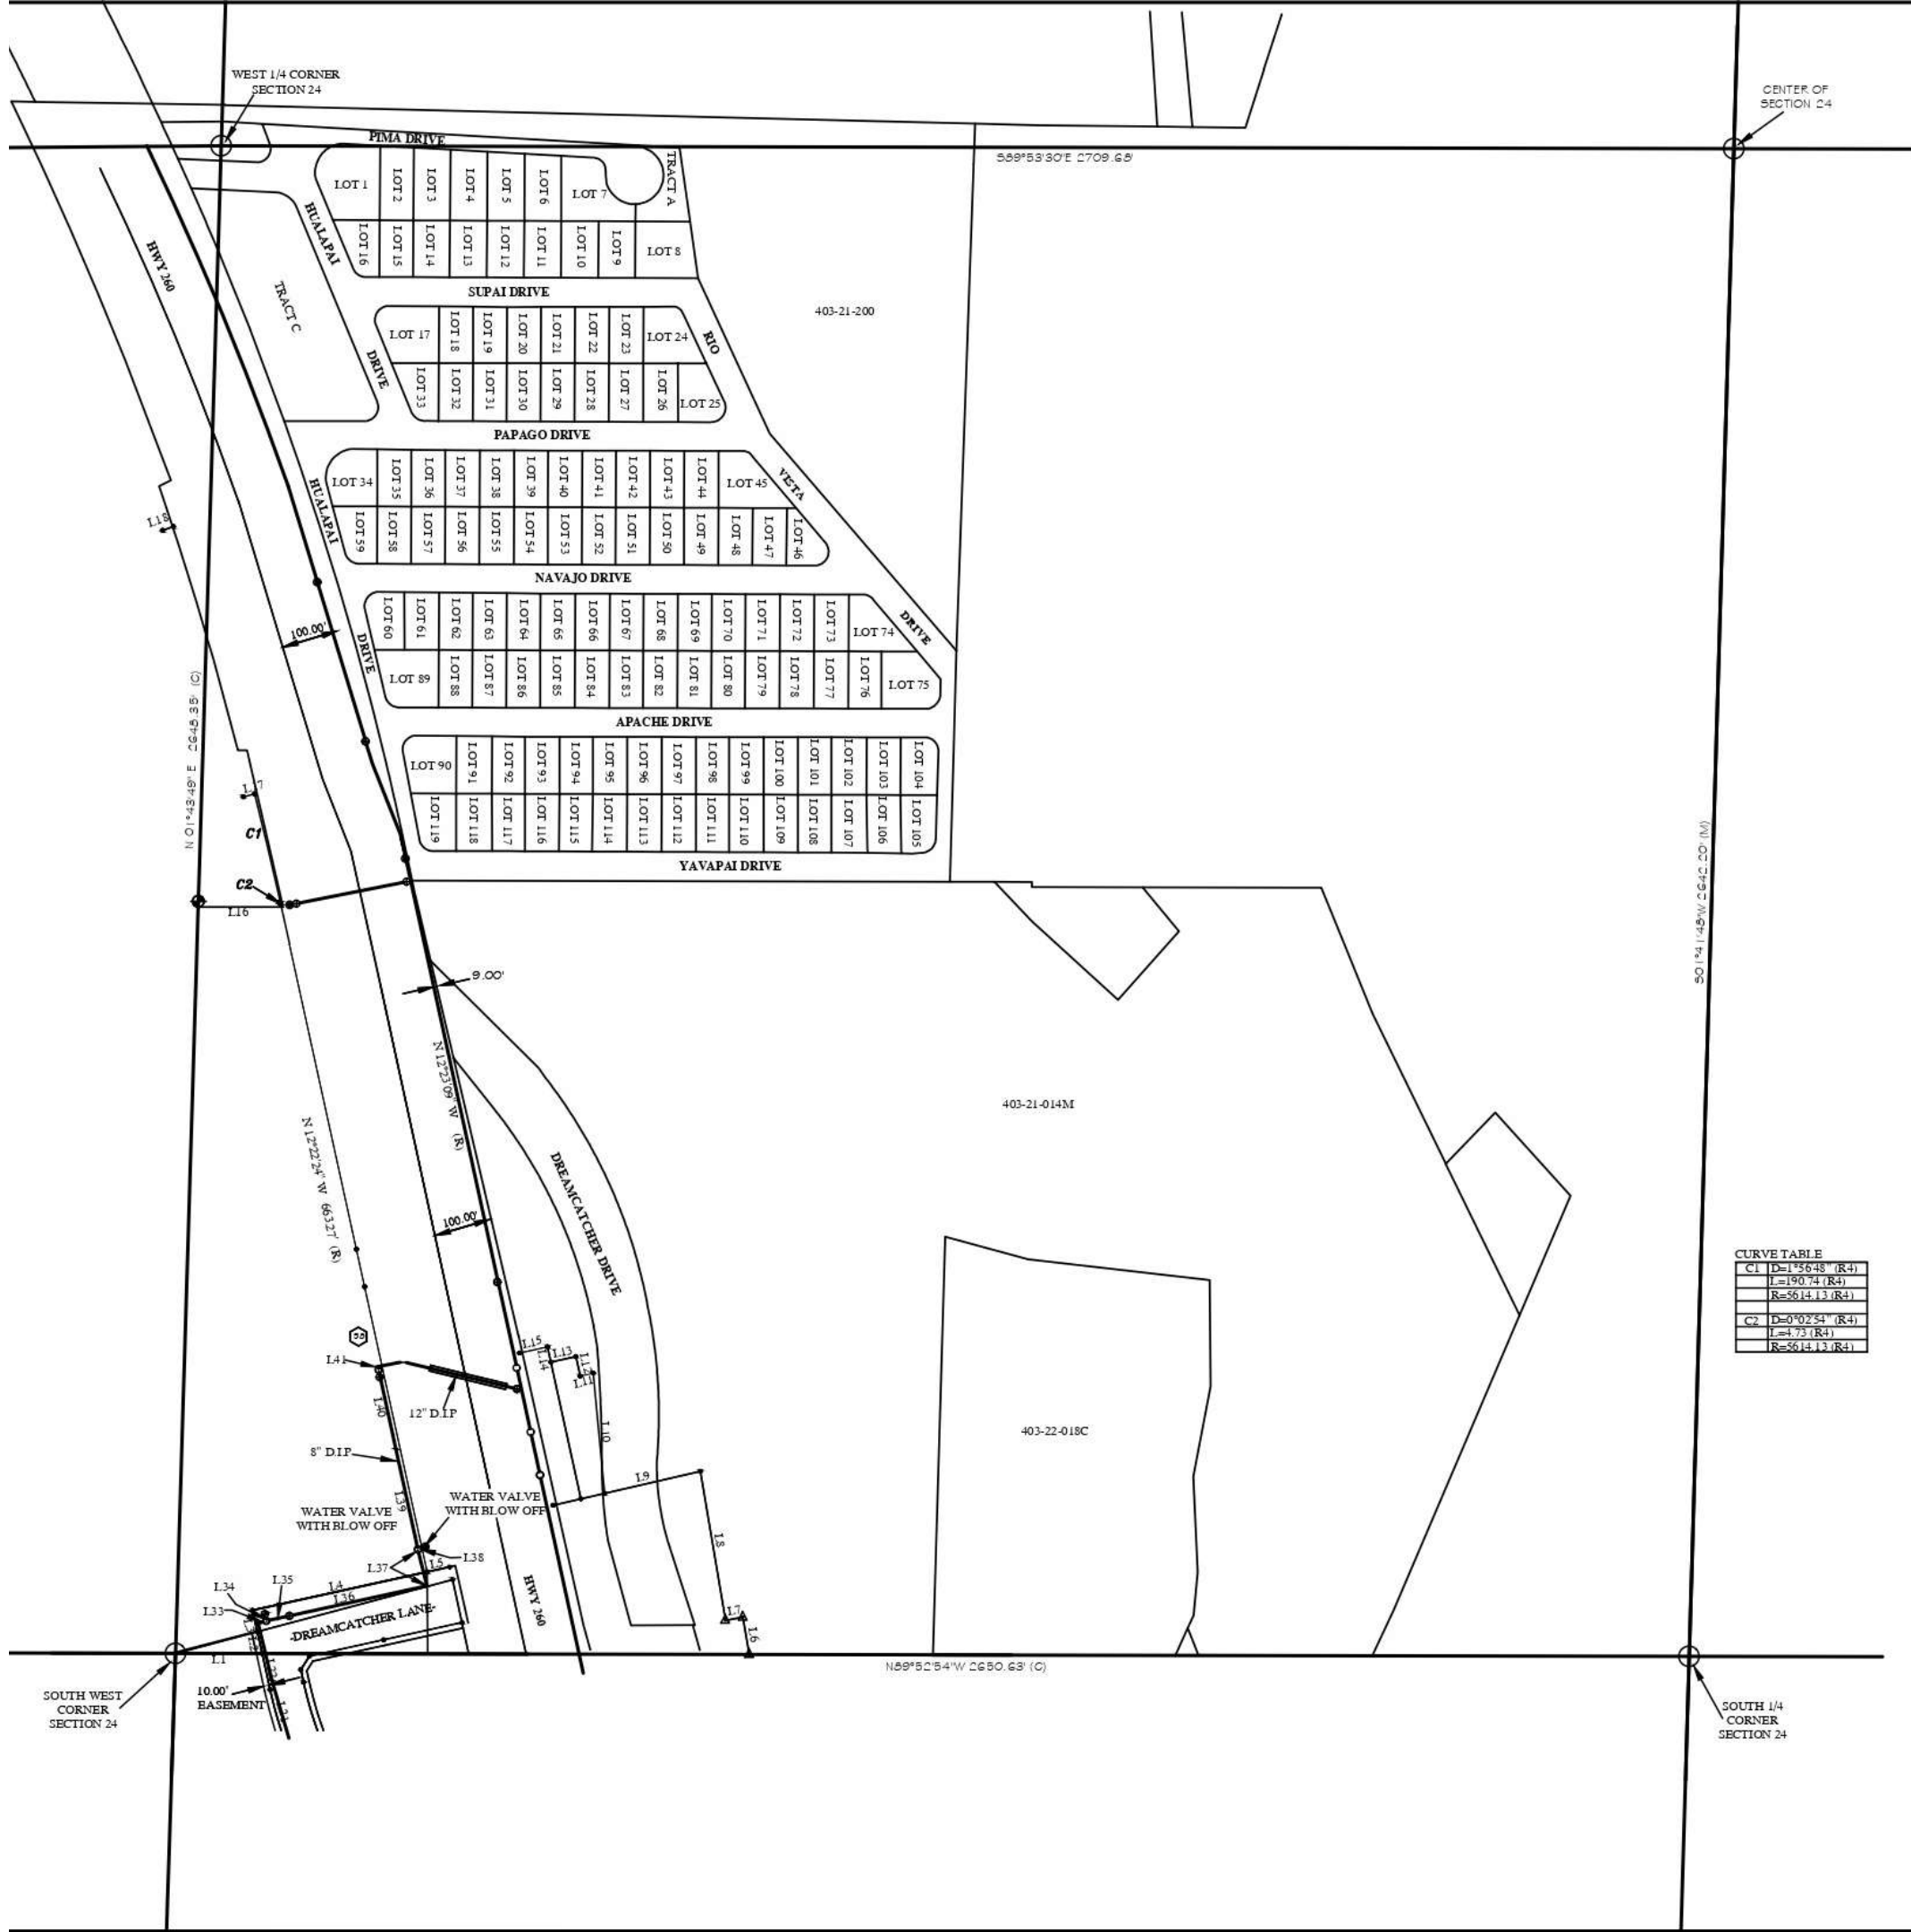 WEST 1/4 CORNER
SECTION 24
CENTER OF
SECTION 24
PIMA DRIVE
S89°53'30"E 2709.68'
TRACT A
LOT 1
LOT 2
LOT 3
LOT 4
LOT 5
LOT 6
LOT 7
HUALAPAI
LOT 16
LOT 15
LOT 14
LOT 13
LOT 12
LOT 11
LOT 10
LOT 9
LOT 8
HWY 260
TRACT C
SUPAI DRIVE
403-21-200
LOT 17
LOT 18
LOT 19
LOT 20
LOT 21
LOT 22
LOT 23
LOT 24
RIO
DRIVE
LOT 33
LOT 32
LOT 31
LOT 30
LOT 29
LOT 28
LOT 27
LOT 26
LOT 25
PAPAGO DRIVE
LOT 34
LOT 35
LOT 36
LOT 37
LOT 38
LOT 39
LOT 40
LOT 41
LOT 42
LOT 43
LOT 44
LOT 45
VISTA
HUALAPAI
L18
LOT 59
LOT 58
LOT 57
LOT 56
LOT 55
LOT 54
LOT 53
LOT 52
LOT 51
LOT 50
LOT 49
LOT 48
LOT 47
LOT 46
NAVAJO DRIVE
100.00'
DRIVE
LOT 60
LOT 61
LOT 62
LOT 63
LOT 64
LOT 65
LOT 66
LOT 67
LOT 68
LOT 69
LOT 70
LOT 71
LOT 72
LOT 73
LOT 74
DRIVE
LOT 89
LOT 88
LOT 87
LOT 86
LOT 85
LOT 84
LOT 83
LOT 82
LOT 81
LOT 80
LOT 79
LOT 78
LOT 77
LOT 76
LOT 75
APACHE DRIVE
N 01°43'49" E 2648.35' (C)
LOT 90
LOT 91
LOT 92
LOT 93
LOT 94
LOT 95
LOT 96
LOT 97
LOT 98
LOT 99
LOT 100
LOT 101
LOT 102
LOT 103
LOT 104
L17
C1
LOT 119
LOT 118
LOT 117
LOT 116
LOT 115
LOT 114
LOT 113
LOT 112
LOT 111
LOT 110
LOT 109
LOT 108
LOT 107
LOT 106
LOT 105
YAVAPAI DRIVE
C2
L16
S01°41'48"W 2642.20' (M)
9.00'
N 12°23'09" W (R)
403-21-014M
N 12°22'24" W 663.27' (R)
DREAMCATCHER DRIVE
100.00'
CURVE TABLE
C1 D=1°56'48" (R4)
L=190.74 (R4)
R=5614.13 (R4)
C2 D=0°02'54" (R4)
L=4.73 (R4)
R=5614.13 (R4)
L15
L14
L13
L12
L11
L41
L40
12" D.I.P
8" D.I.P
L10
403-22-018C
L9
L39
WATER VALVE
WITH BLOW OFF
WATER VALVE
WITH BLOW OFF
L8
L38
L37
L5
L4
L36
L35
L34
L33
HWY 260
-DREAMCATCHER LANE-
L7
L6
L1
N89°52'54"W 2650.63' (C)
10.00'
EASEMENT
SOUTH WEST
CORNER
SECTION 24
SOUTH 1/4
CORNER
SECTION 24